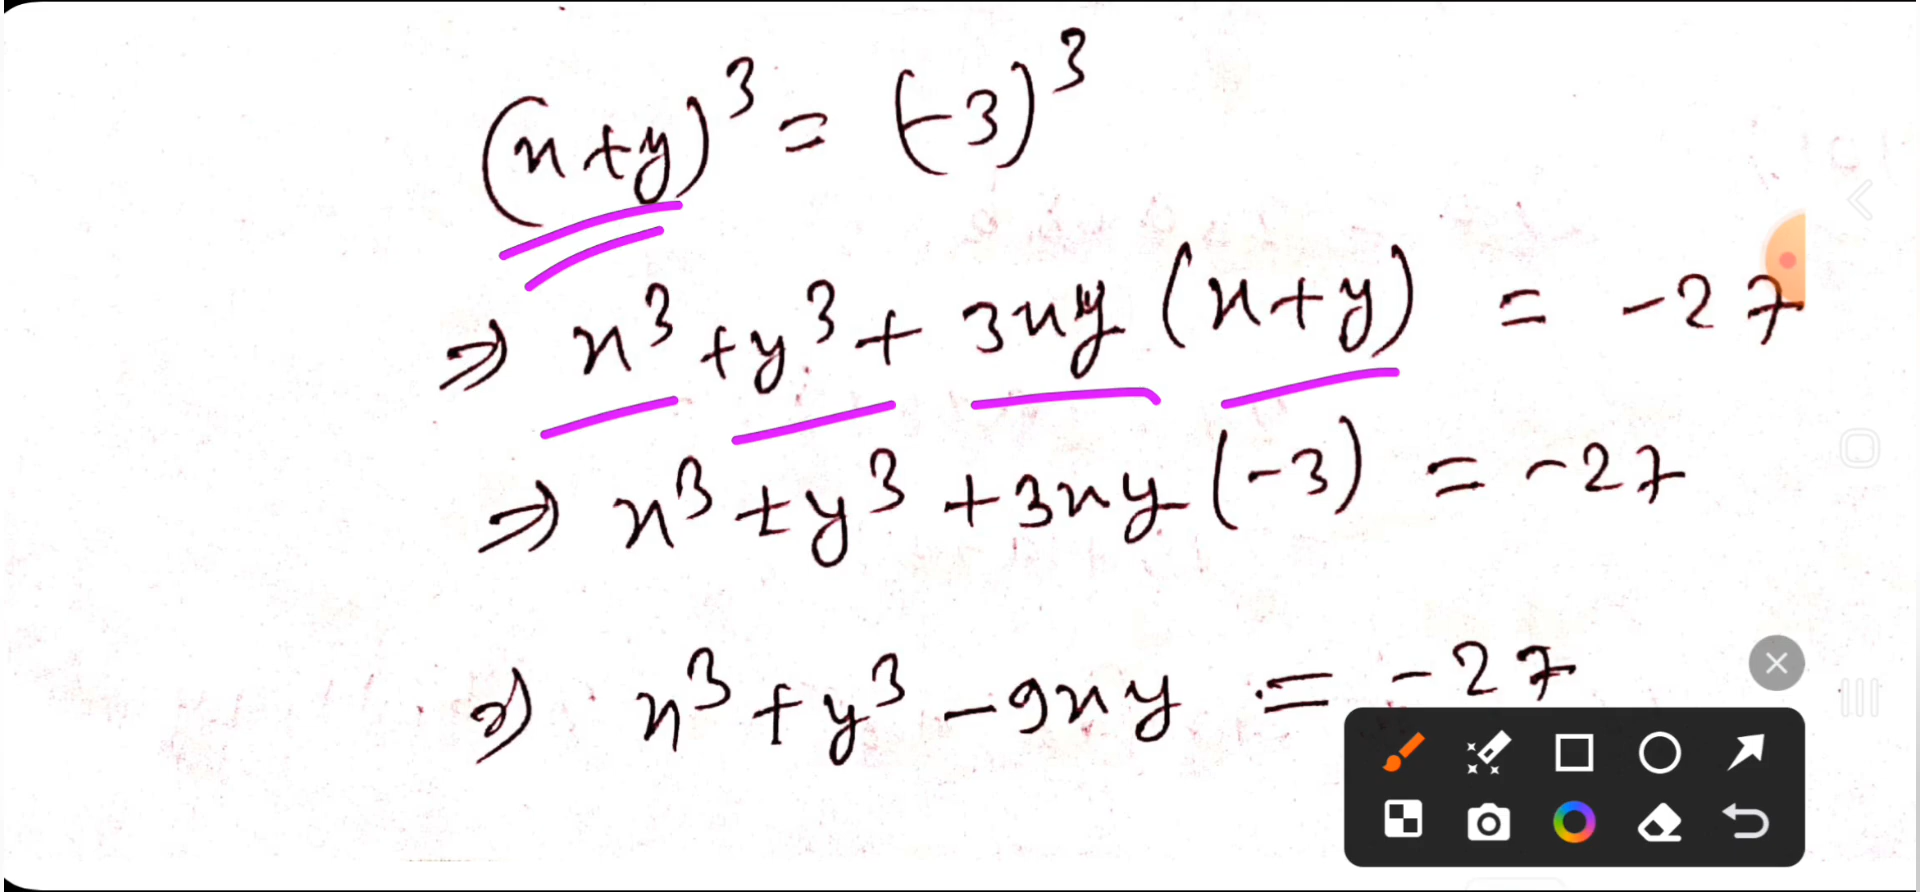 (x+y)³ = (-3)³
⇒ x³ + y³ + 3xy (x+y) = -27
⇒ x³ + y³ + 3xy (-3) = -27
⇒ x³ + y³ - 9xy = -27